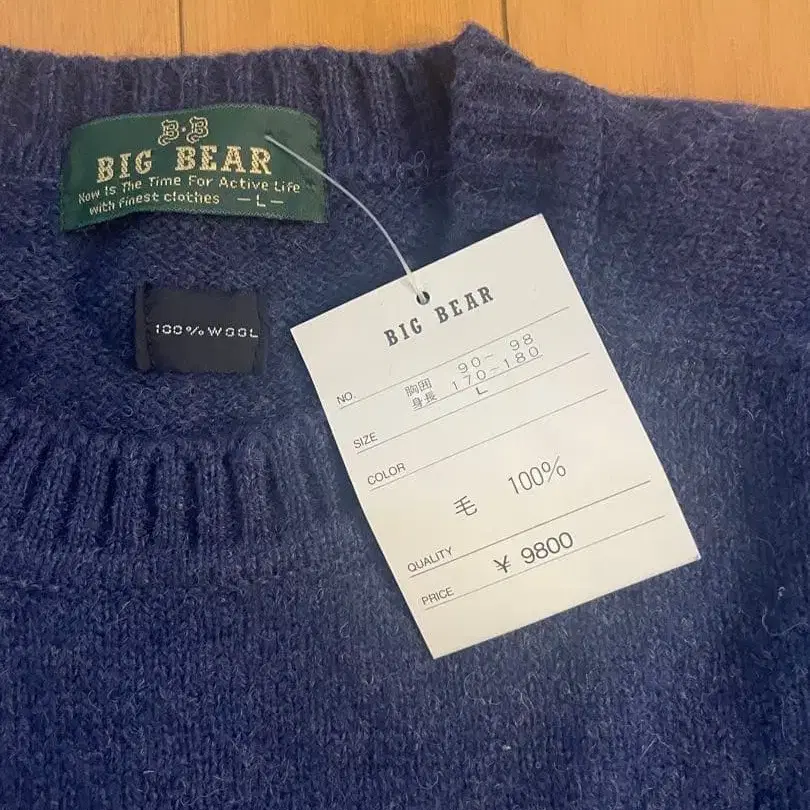 B·B
BIG BEAR
Now Is The Time For Active Life
with finest clothes —L—
100% WOOL
BIG BEAR
NO.
胸囲 90- 98
身長 170~180
SIZE L
COLOR
毛 100%
QUALITY
PRICE ¥ 9800